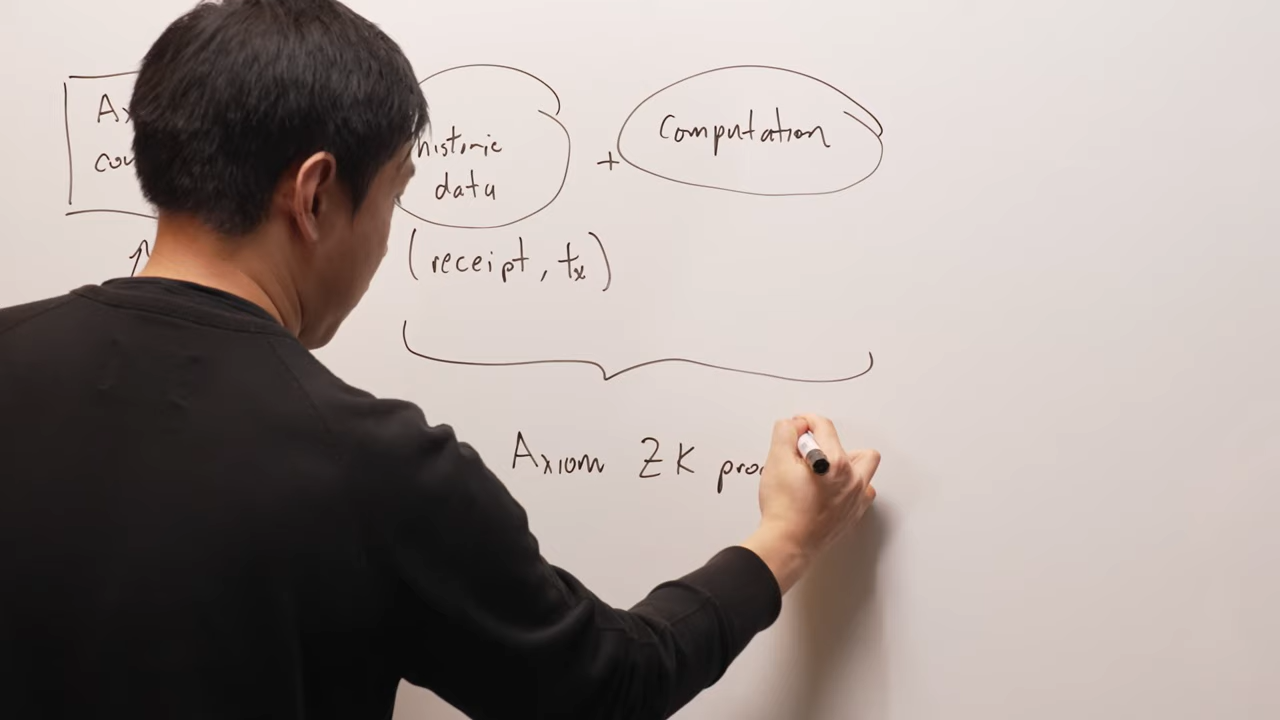 historic
data
+
Computation
(receipt, tx)
Axiom ZK